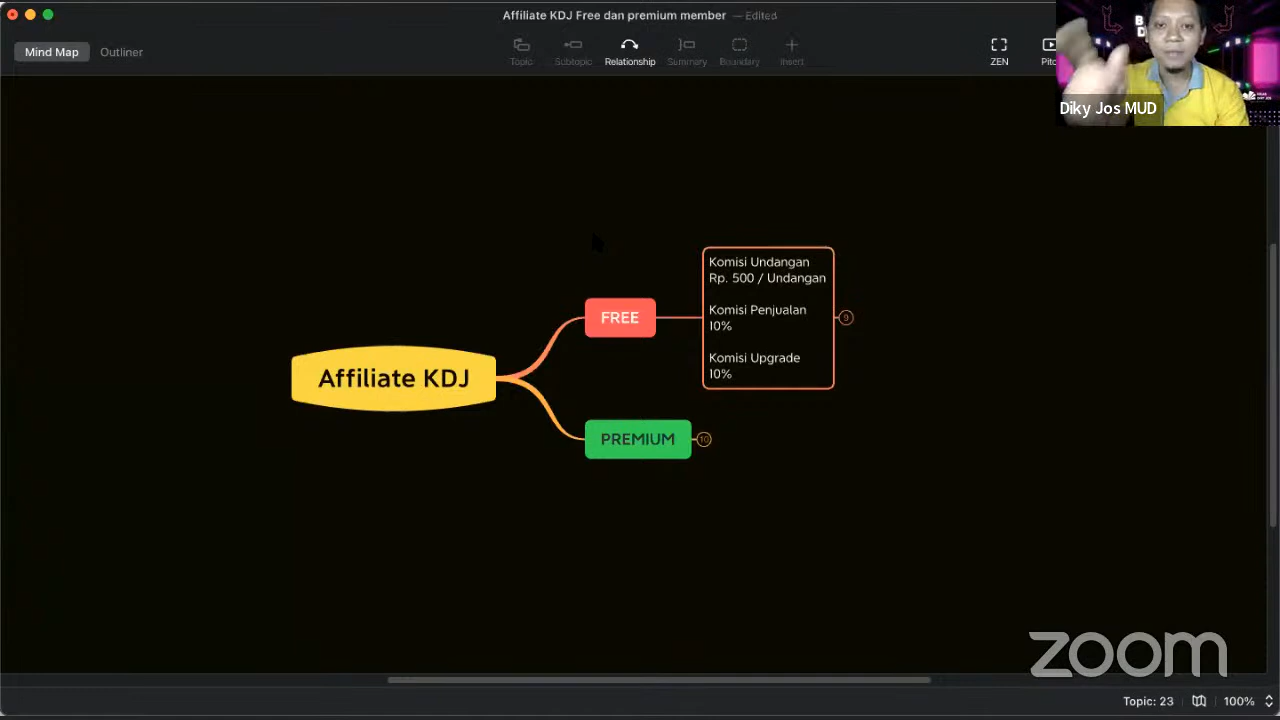 Affiliate KDJ Free dan premium member — Edited
Mind Map
Outliner
Topic
Subtopic
Relationship
Summary
Boundary
Insert
ZEN
Diky Jos MUD
Komisi Undangan
Rp. 500 / Undangan
Komisi Penjualan
10%
Komisi Upgrade
10%
FREE
9
Affiliate KDJ
PREMIUM
10
zoom
Topic: 23
100%